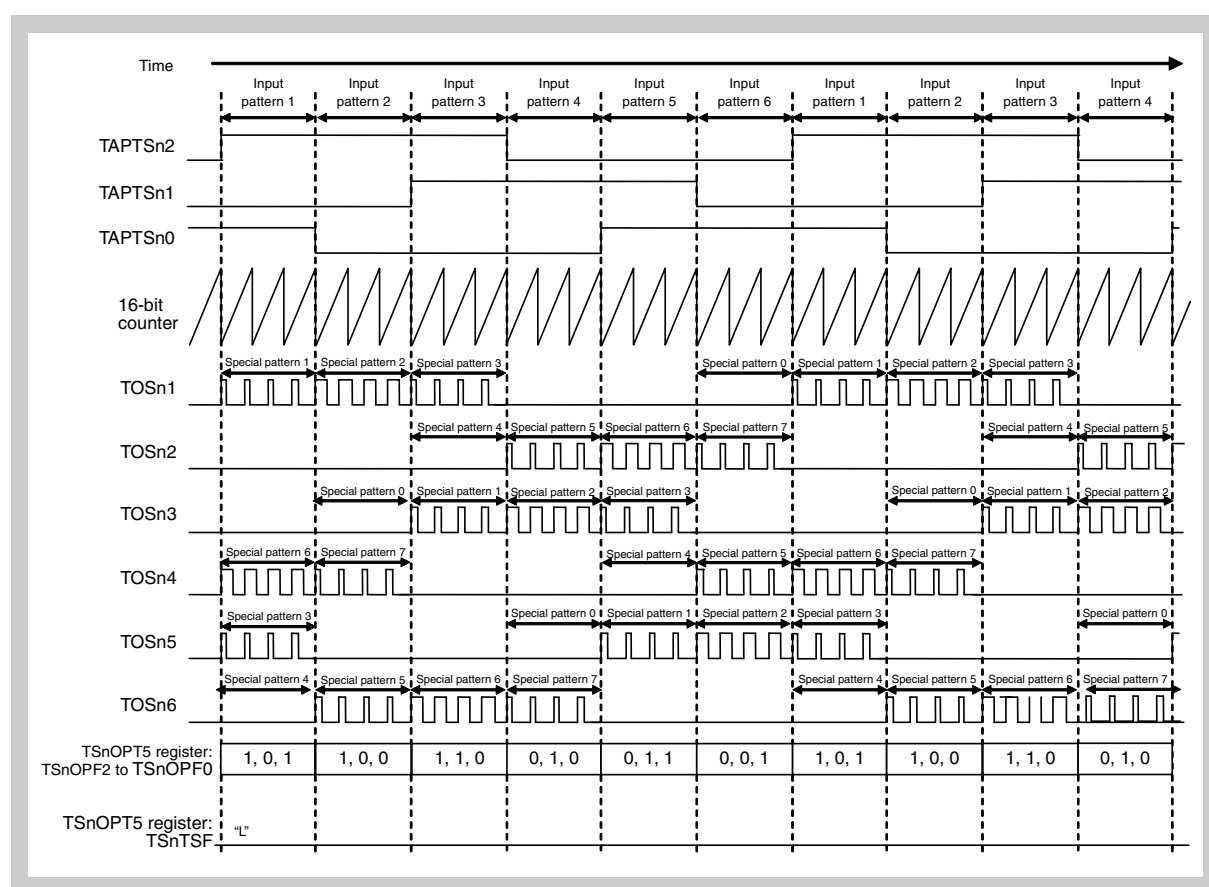 Time
Input pattern 1
Input pattern 2
Input pattern 3
Input pattern 4
Input pattern 5
Input pattern 6
Input pattern 1
Input pattern 2
Input pattern 3
Input pattern 4
TAPTSn2
TAPTSn1
TAPTSn0
16-bit
counter
Special pattern 1 Special pattern 2 Special pattern 3 Special pattern 0 Special pattern 1 Special pattern 2 Special pattern 3
TOSn1
Special pattern 4 Special pattern 5 Special pattern 6 Special pattern 7 Special pattern 4 Special pattern 5
TOSn2
Special pattern 0 Special pattern 1 Special pattern 2 Special pattern 3 Special pattern 0 Special pattern 1 Special pattern 2
TOSn3
Special pattern 6 Special pattern 7 Special pattern 4 Special pattern 5 Special pattern 6 Special pattern 7
TOSn4
Special pattern 3 Special pattern 0 Special pattern 1 Special pattern 2 Special pattern 3 Special pattern 0
TOSn5
Special pattern 4 Special pattern 5 Special pattern 6 Special pattern 7 Special pattern 4 Special pattern 5 Special pattern 6 Special pattern 7
TOSn6
TSnOPT5 register:
TSnOPF2 to TSnOPF0
1, 0, 1 1, 0, 0 1, 1, 0 0, 1, 0 0, 1, 1 0, 0, 1 1, 0, 1 1, 0, 0 1, 1, 0 0, 1, 0
TSnOPT5 register:
TSnTSF
“L”